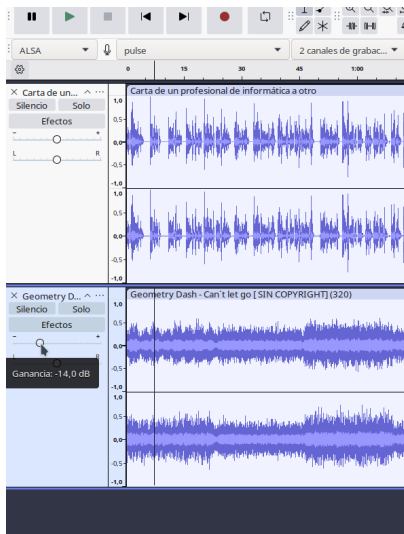 ALSA pulse 2 canales de grabac...
0 15 30 45 1:00
Carta de un... Carta de un profesional de informática a otro
Silencio Solo
Efectos
- +
L R
1,0
0,5-
0,0-
-0,5-
-1,0
1,0
0,5-
0,0-
-0,5-
-1,0
Geometry D... Geometry Dash - Can´t let go [ SIN COPYRIGHT] (320)
Silencio Solo
Efectos
- +
Ganancia: -14,0 dB
1,0
0,5-
0,0-
-0,5-
-1,0
1,0
0,5-
0,0-
-0,5-
-1,0